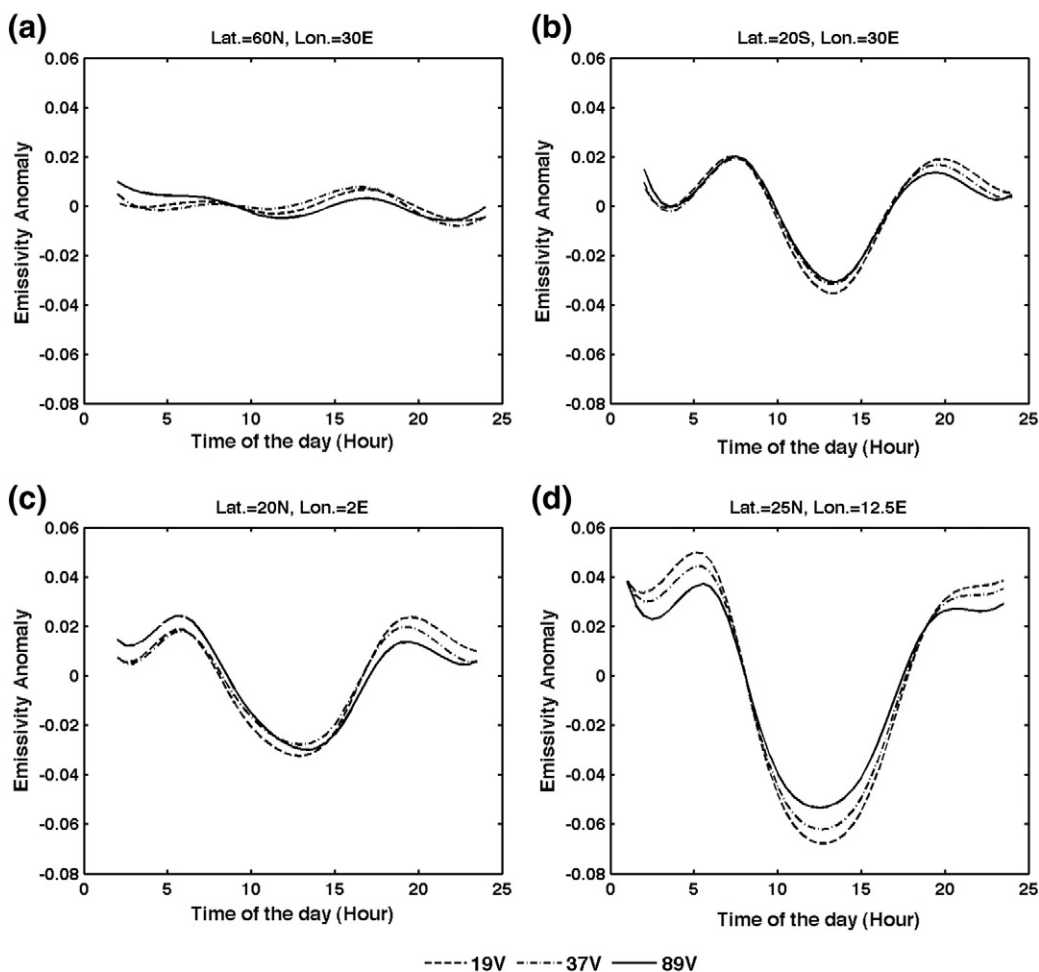 (a)
Lat.=60N, Lon.=30E
0.06
0.04
0.02
0
-0.02
-0.04
-0.06
-0.08
0 5 10 15 20 25
Emissivity Anomaly
Time of the day (Hour)
(b)
Lat.=20S, Lon.=30E
0.06
0.04
0.02
0
-0.02
-0.04
-0.06
-0.08
0 5 10 15 20 25
Emissivity Anomaly
Time of the day (Hour)
(c)
Lat.=20N, Lon.=2E
0.06
0.04
0.02
0
-0.02
-0.04
-0.06
-0.08
0 5 10 15 20 25
Emissivity Anomaly
Time of the day (Hour)
(d)
Lat.=25N, Lon.=12.5E
0.06
0.04
0.02
0
-0.02
-0.04
-0.06
-0.08
0 5 10 15 20 25
Emissivity Anomaly
Time of the day (Hour)
19V 37V 89V